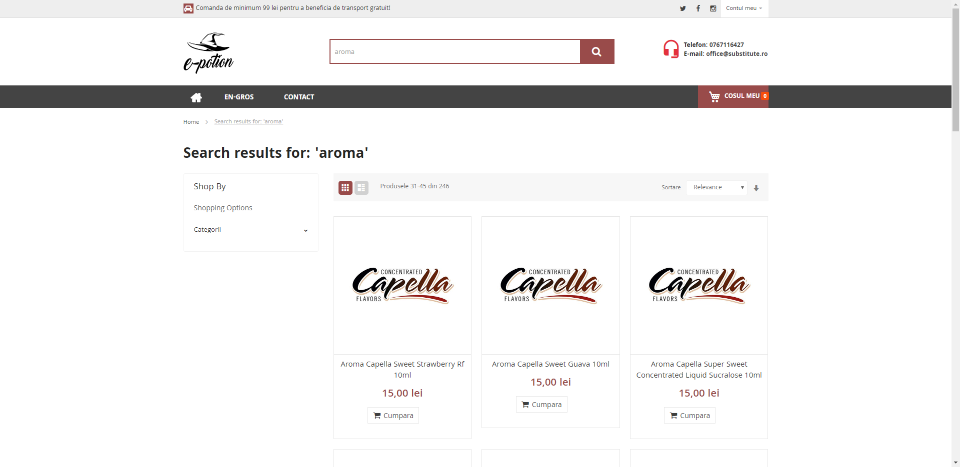 Comanda de minimum 99 lei pentru a beneficia de transport gratuit!
Contul meu
e-potion
aroma
Telefon: 0767116427
E-mail: office@substitute.ro
EN-GROS
CONTACT
COSUL MEU 0
Home
Search results for: 'aroma'
Search results for: 'aroma'
Shop By
Shopping Options
Categorii
Produsele 31-45 din 246
Sortare
Relevance
CONCENTRATED
Capella
FLAVORS
CONCENTRATED
Capella
FLAVORS
CONCENTRATED
Capella
FLAVORS
Aroma Capella Sweet Strawberry Rf
10ml
15,00 lei
Cumpara
Aroma Capella Sweet Guava 10ml
15,00 lei
Cumpara
Aroma Capella Super Sweet
Concentrated Liquid Sucralose 10ml
15,00 lei
Cumpara